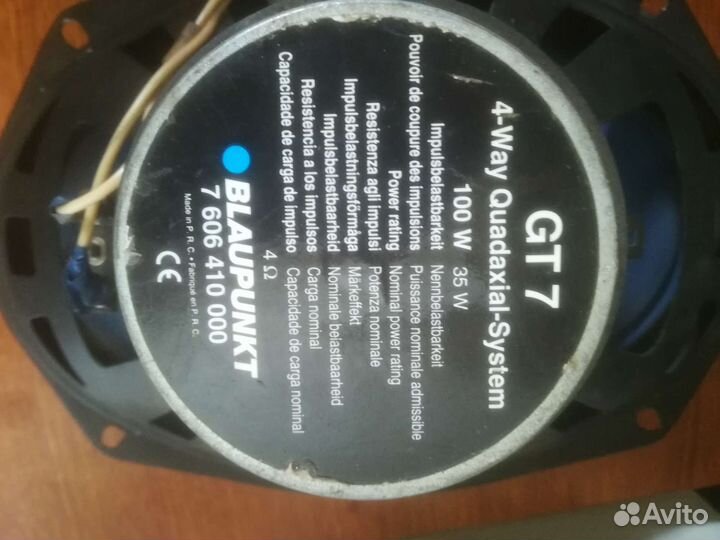 GT 7
4-Way Quadaxial-System
100 W 35 W
Impulsbelastbarkeit Nennbelastbarkeit
Pouvoir de coupure des impulsions Puissance nominale admissible
Power rating Nominal power rating
Resistenza agli impulsi Potenza nominale
Impulsbelastningsförmåga Märkeffekt
Impulsbelastbaarheid Nominale belastbaarheid
Resistencia a los impulsos Carga nominal
Capacidade de carga de impulso Capacidade de carga nominal
4 Ω
BLAUPUNKT
7 606 410 000
Made in P. R. C. • Fabriqué en P. R. C.
CE
Avito